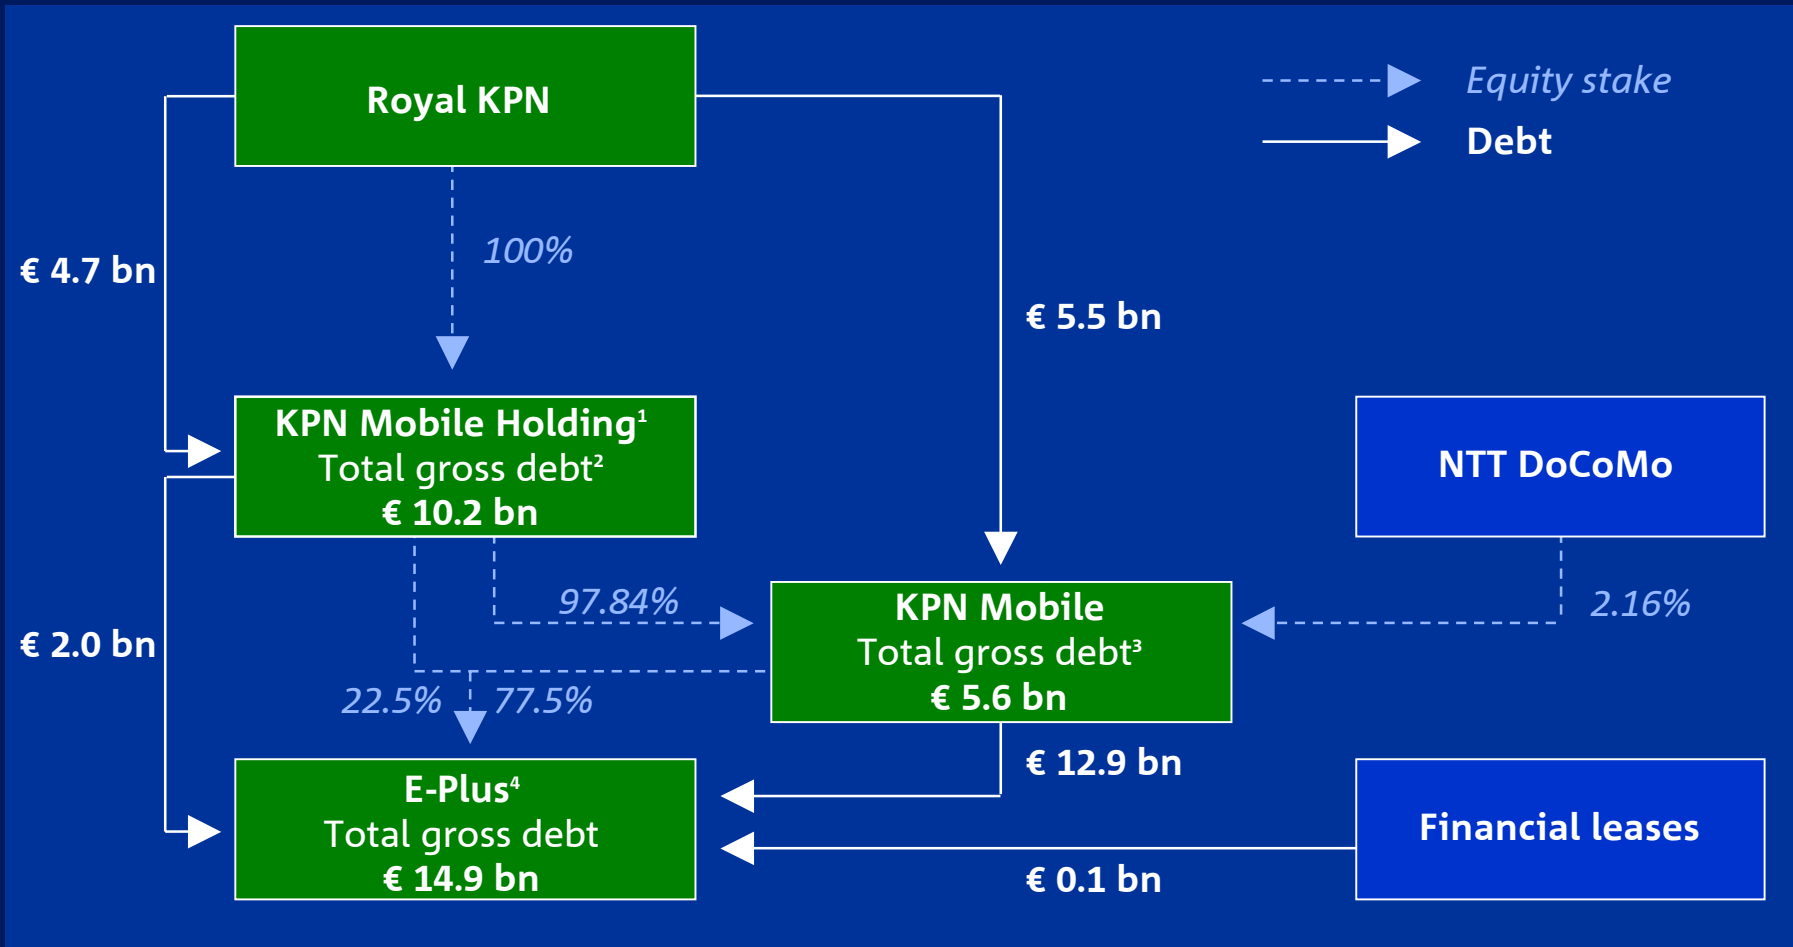 Royal KPN
Equity stake
Debt
100%
€ 4.7 bn
€ 5.5 bn
KPN Mobile Holding¹
Total gross debt²
€ 10.2 bn
NTT DoCoMo
97.84%
2.16%
KPN Mobile
Total gross debt³
€ 5.6 bn
€ 2.0 bn
22.5%
77.5%
€ 12.9 bn
E-Plus⁴
Total gross debt
€ 14.9 bn
Financial leases
€ 0.1 bn